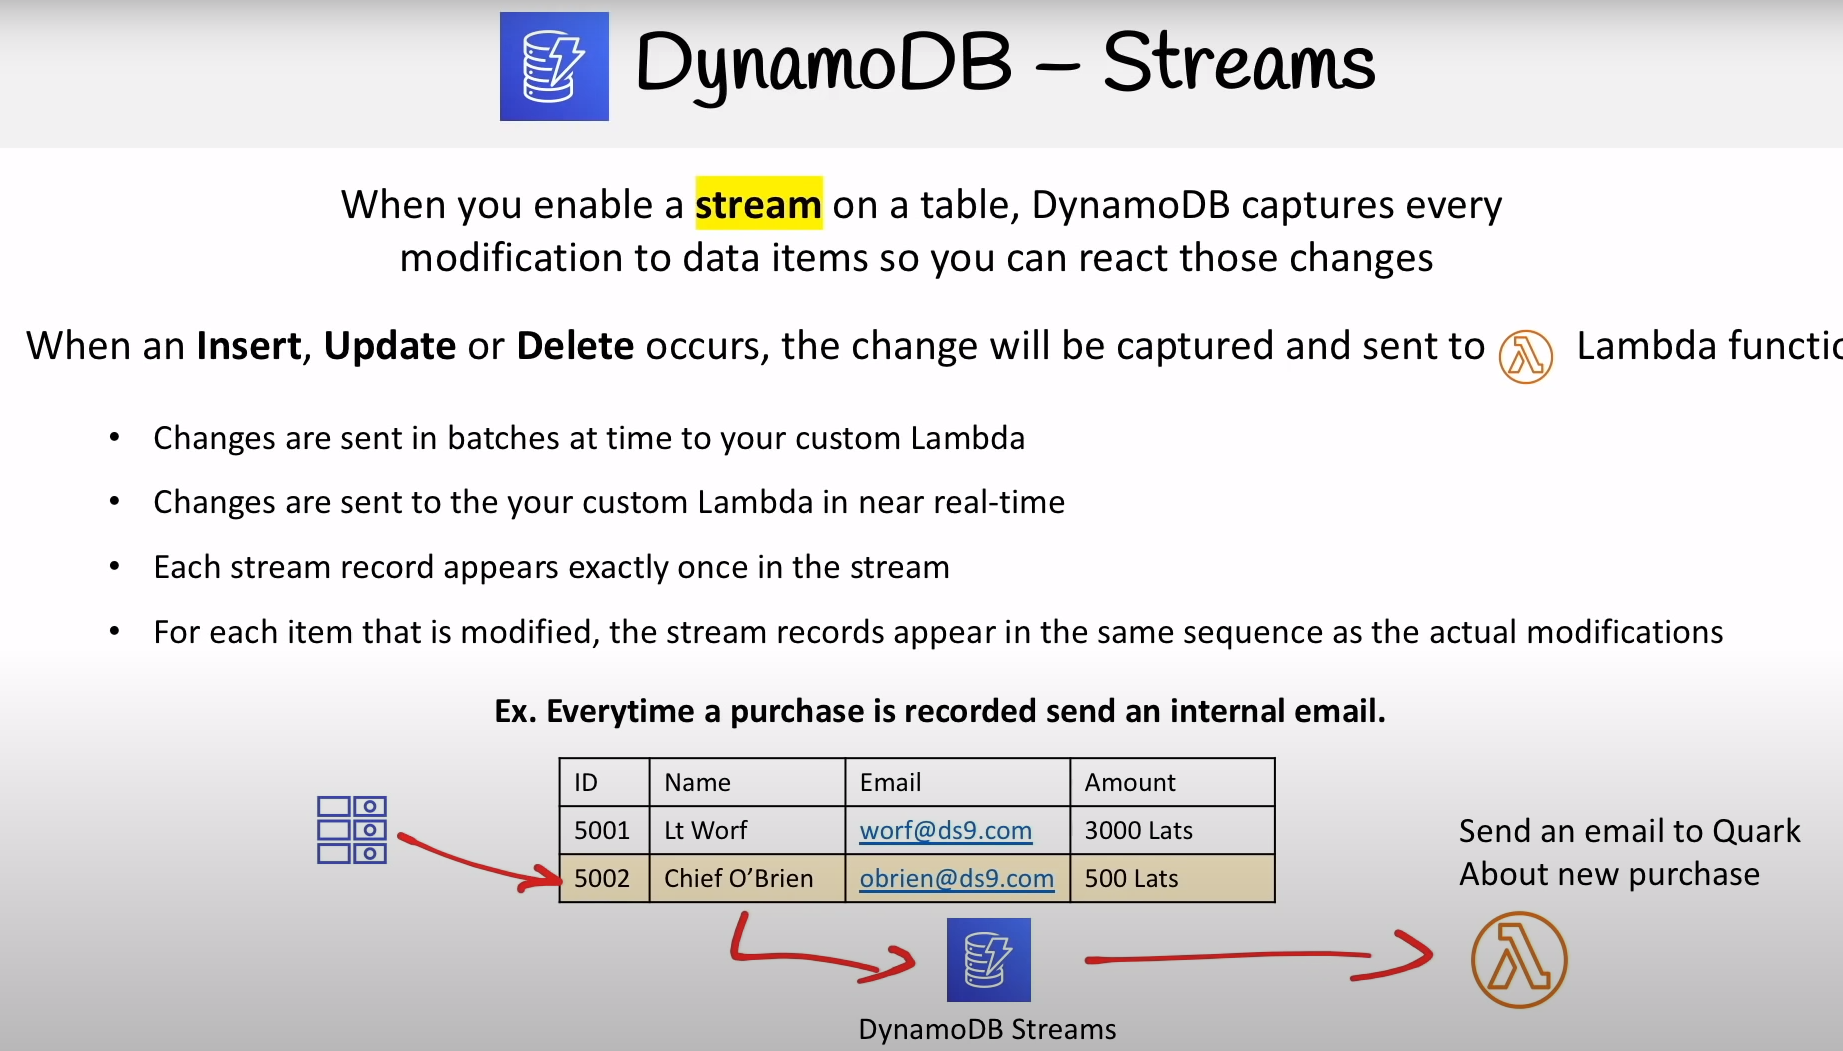 DynamoDB – Streams
When you enable a stream on a table, DynamoDB captures every
modification to data items so you can react those changes
When an Insert, Update or Delete occurs, the change will be captured and sent to Lambda functio
• Changes are sent in batches at time to your custom Lambda
• Changes are sent to the your custom Lambda in near real-time
• Each stream record appears exactly once in the stream
• For each item that is modified, the stream records appear in the same sequence as the actual modifications
Ex. Everytime a purchase is recorded send an internal email.
ID Name Email Amount
5001 Lt Worf worf@ds9.com 3000 Lats
5002 Chief O’Brien obrien@ds9.com 500 Lats
Send an email to Quark
About new purchase
DynamoDB Streams